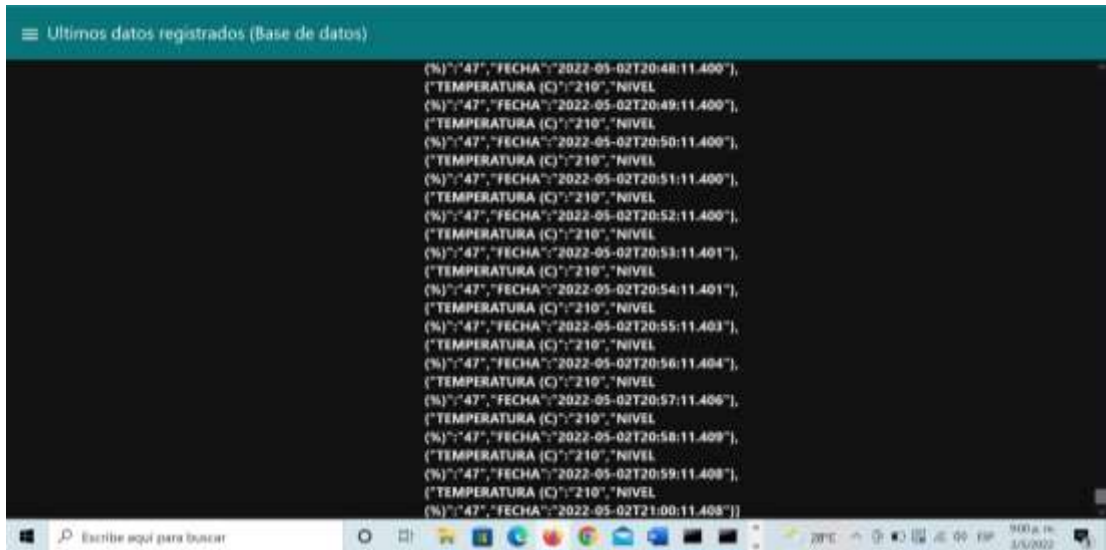 Ultimos datos registrados (Base de datos)
(%)":"47","FECHA":"2022-05-02T20:48:11.400"},
{"TEMPERATURA (C)":"210","NIVEL
(%)":"47","FECHA":"2022-05-02T20:49:11.400"},
{"TEMPERATURA (C)":"210","NIVEL
(%)":"47","FECHA":"2022-05-02T20:50:11.400"},
{"TEMPERATURA (C)":"210","NIVEL
(%)":"47","FECHA":"2022-05-02T20:51:11.400"},
{"TEMPERATURA (C)":"210","NIVEL
(%)":"47","FECHA":"2022-05-02T20:52:11.400"},
{"TEMPERATURA (C)":"210","NIVEL
(%)":"47","FECHA":"2022-05-02T20:53:11.401"},
{"TEMPERATURA (C)":"210","NIVEL
(%)":"47","FECHA":"2022-05-02T20:54:11.401"},
{"TEMPERATURA (C)":"210","NIVEL
(%)":"47","FECHA":"2022-05-02T20:55:11.403"},
{"TEMPERATURA (C)":"210","NIVEL
(%)":"47","FECHA":"2022-05-02T20:56:11.404"},
{"TEMPERATURA (C)":"210","NIVEL
(%)":"47","FECHA":"2022-05-02T20:57:11.406"},
{"TEMPERATURA (C)":"210","NIVEL
(%)":"47","FECHA":"2022-05-02T20:58:11.409"},
{"TEMPERATURA (C)":"210","NIVEL
(%)":"47","FECHA":"2022-05-02T20:59:11.408"},
{"TEMPERATURA (C)":"210","NIVEL
(%)":"47","FECHA":"2022-05-02T21:00:11.408"}]
Escribe aquí para buscar
28°C
ESP
9:00 p. m.